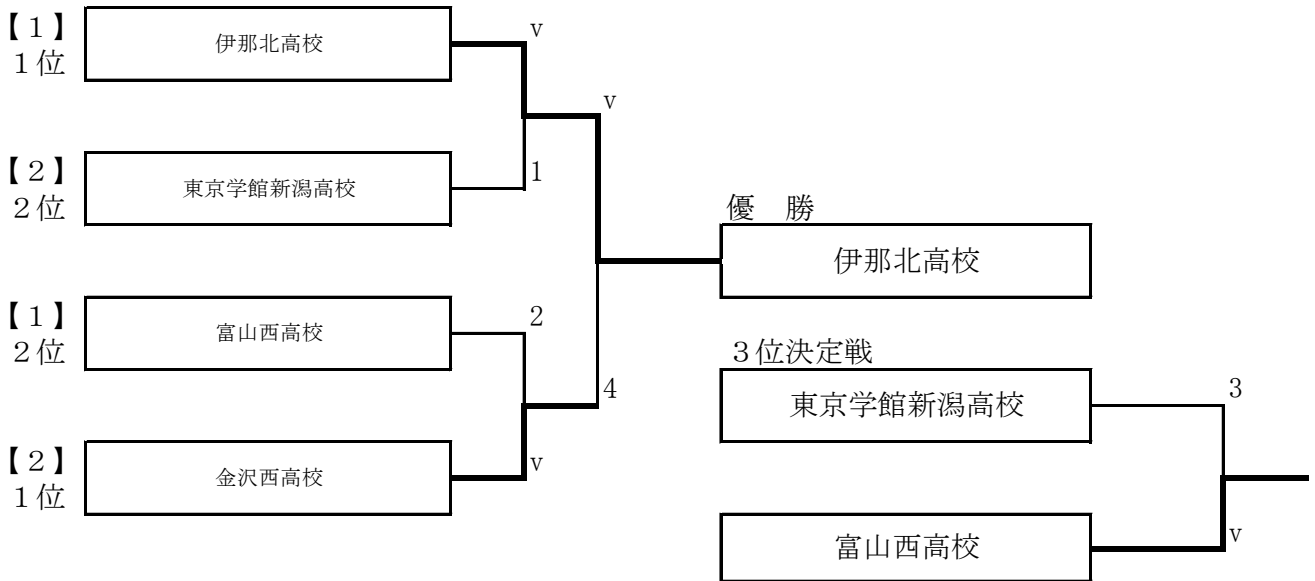 【１】
１位
伊那北高校
v
v
【２】
２位
東京学館新潟高校
1
優　勝
伊那北高校
【１】
２位
富山西高校
2
３位決定戦
4
東京学館新潟高校
3
【２】
１位
金沢西高校
v
富山西高校
v